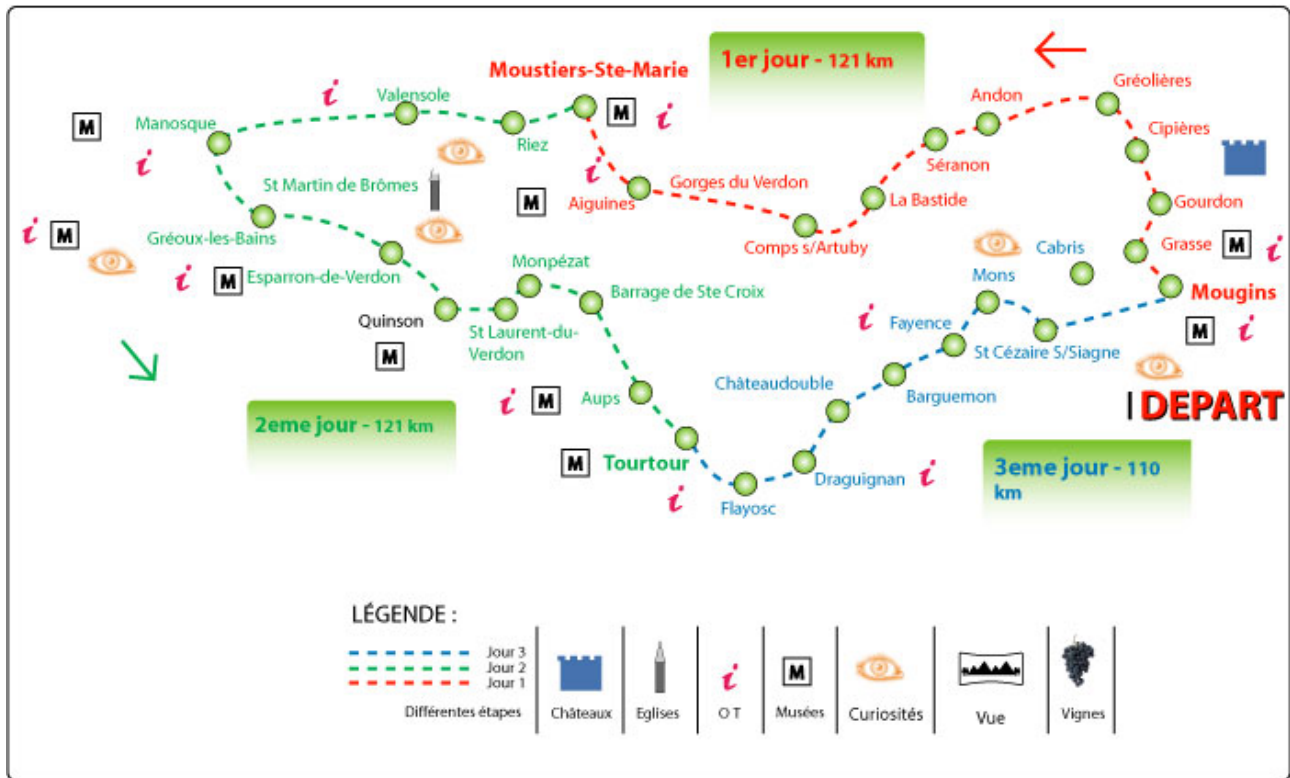 1er jour - 121 km
Moustiers-Ste-Marie
Gréolières
Andon
Valensole
Manosque
Riez
Cipières
Séranon
St Martin de Brômes
Gorges du Verdon
Aiguines
La Bastide
Gourdon
Gréoux-les-Bains
Comps s/Artuby
Grasse
Cabris
Esparron-de-Verdon
Monpézat
Mons
Barrage de Ste Croix
Mougins
Quinson
St Laurent-du-
Verdon
Fayence
St Cézaire S/Siagne
Châteaudouble
Barguemon
Aups
DEPART
2eme jour - 121 km
Tourtour
Draguignan
3eme jour - 110
km
Flayosc
LÉGENDE :
Jour 3
Jour 2
Jour 1
Différentes étapes
Châteaux
Eglises
i
O T
M
Musées
Curiosités
Vue
Vignes